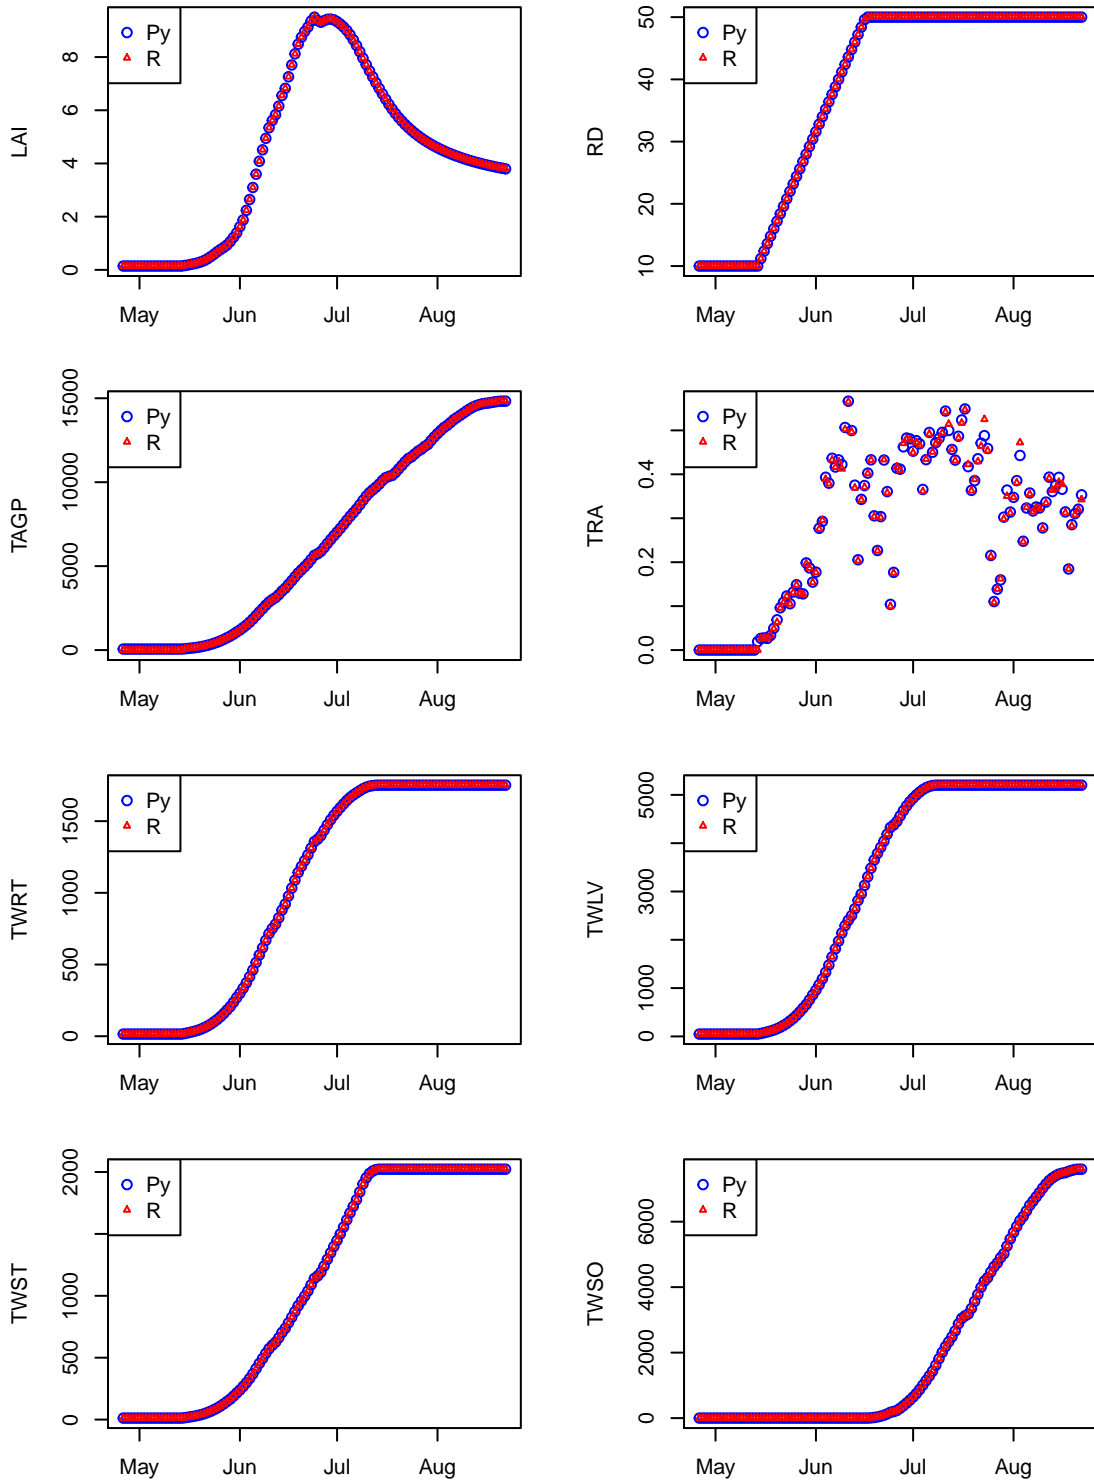 LAI
8
6
4
2
0
Py
R
May Jun Jul Aug
RD
50
40
30
20
10
Py
R
May Jun Jul Aug
TAGP
15000
10000
5000
0
Py
R
May Jun Jul Aug
TRA
0.4
0.2
0.0
Py
R
May Jun Jul Aug
TWRT
1500
1000
500
0
Py
R
May Jun Jul Aug
TWLV
5000
3000
1000
0
Py
R
May Jun Jul Aug
TWST
2000
1000
500
0
Py
R
May Jun Jul Aug
TWSO
6000
4000
2000
0
Py
R
May Jun Jul Aug